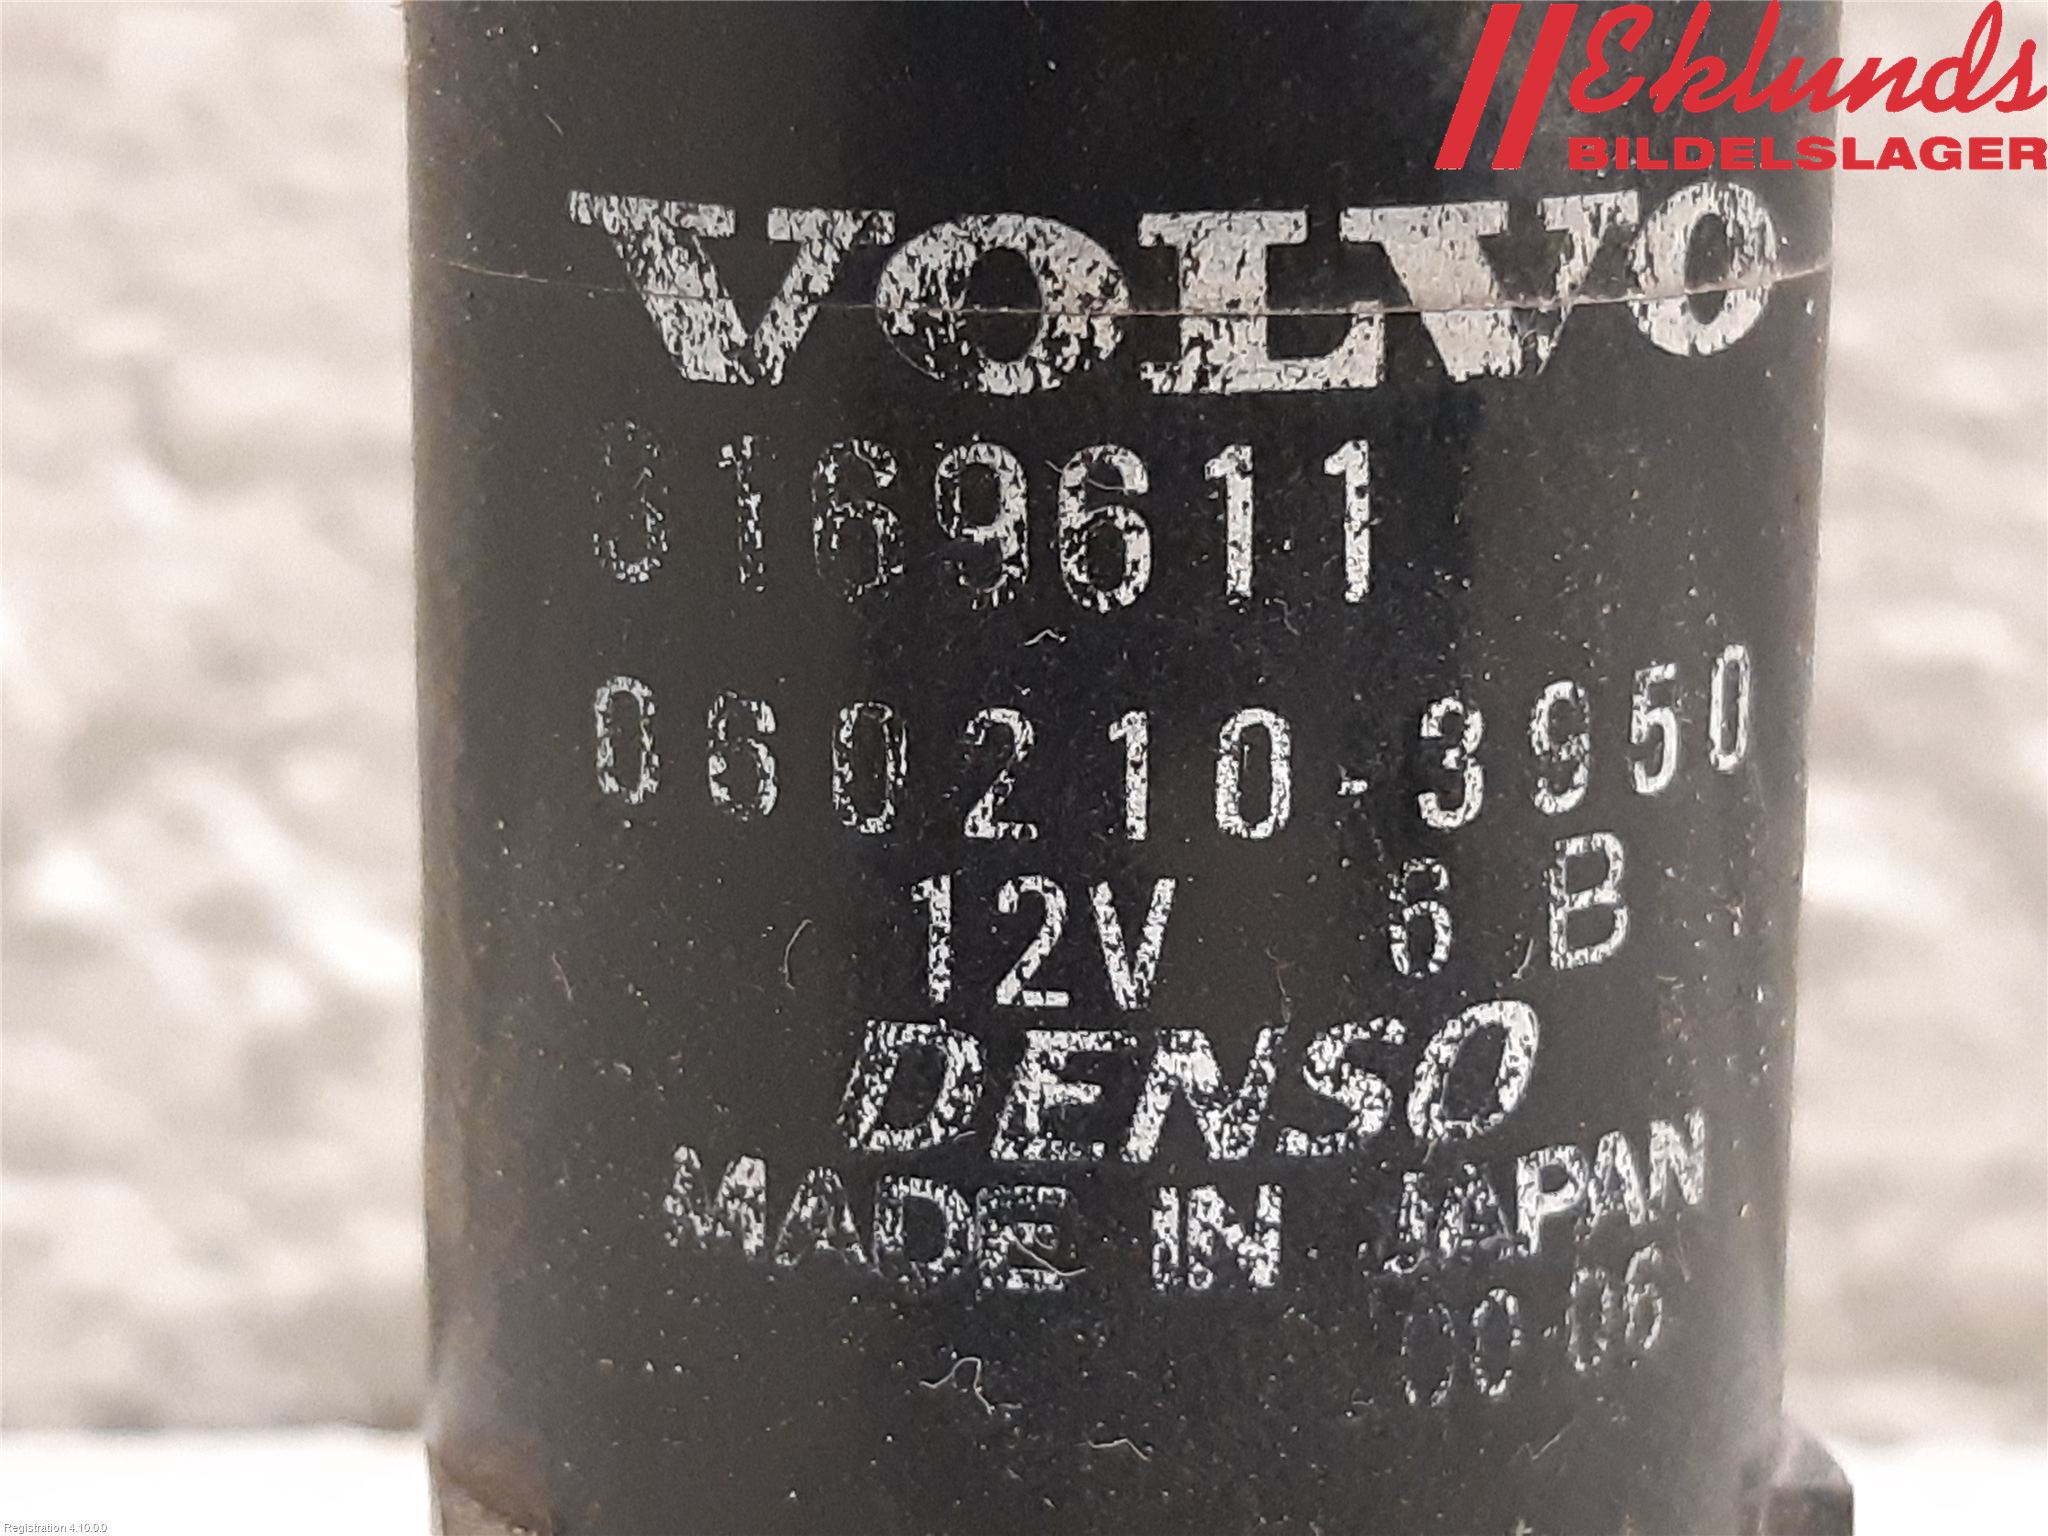 Eklunds
BILDELSLAGER
VOLVO
3169611
060210-3950
12V 6 B
DENSO
MADE IN JAPAN
00.06
Registration 4.10.0.0